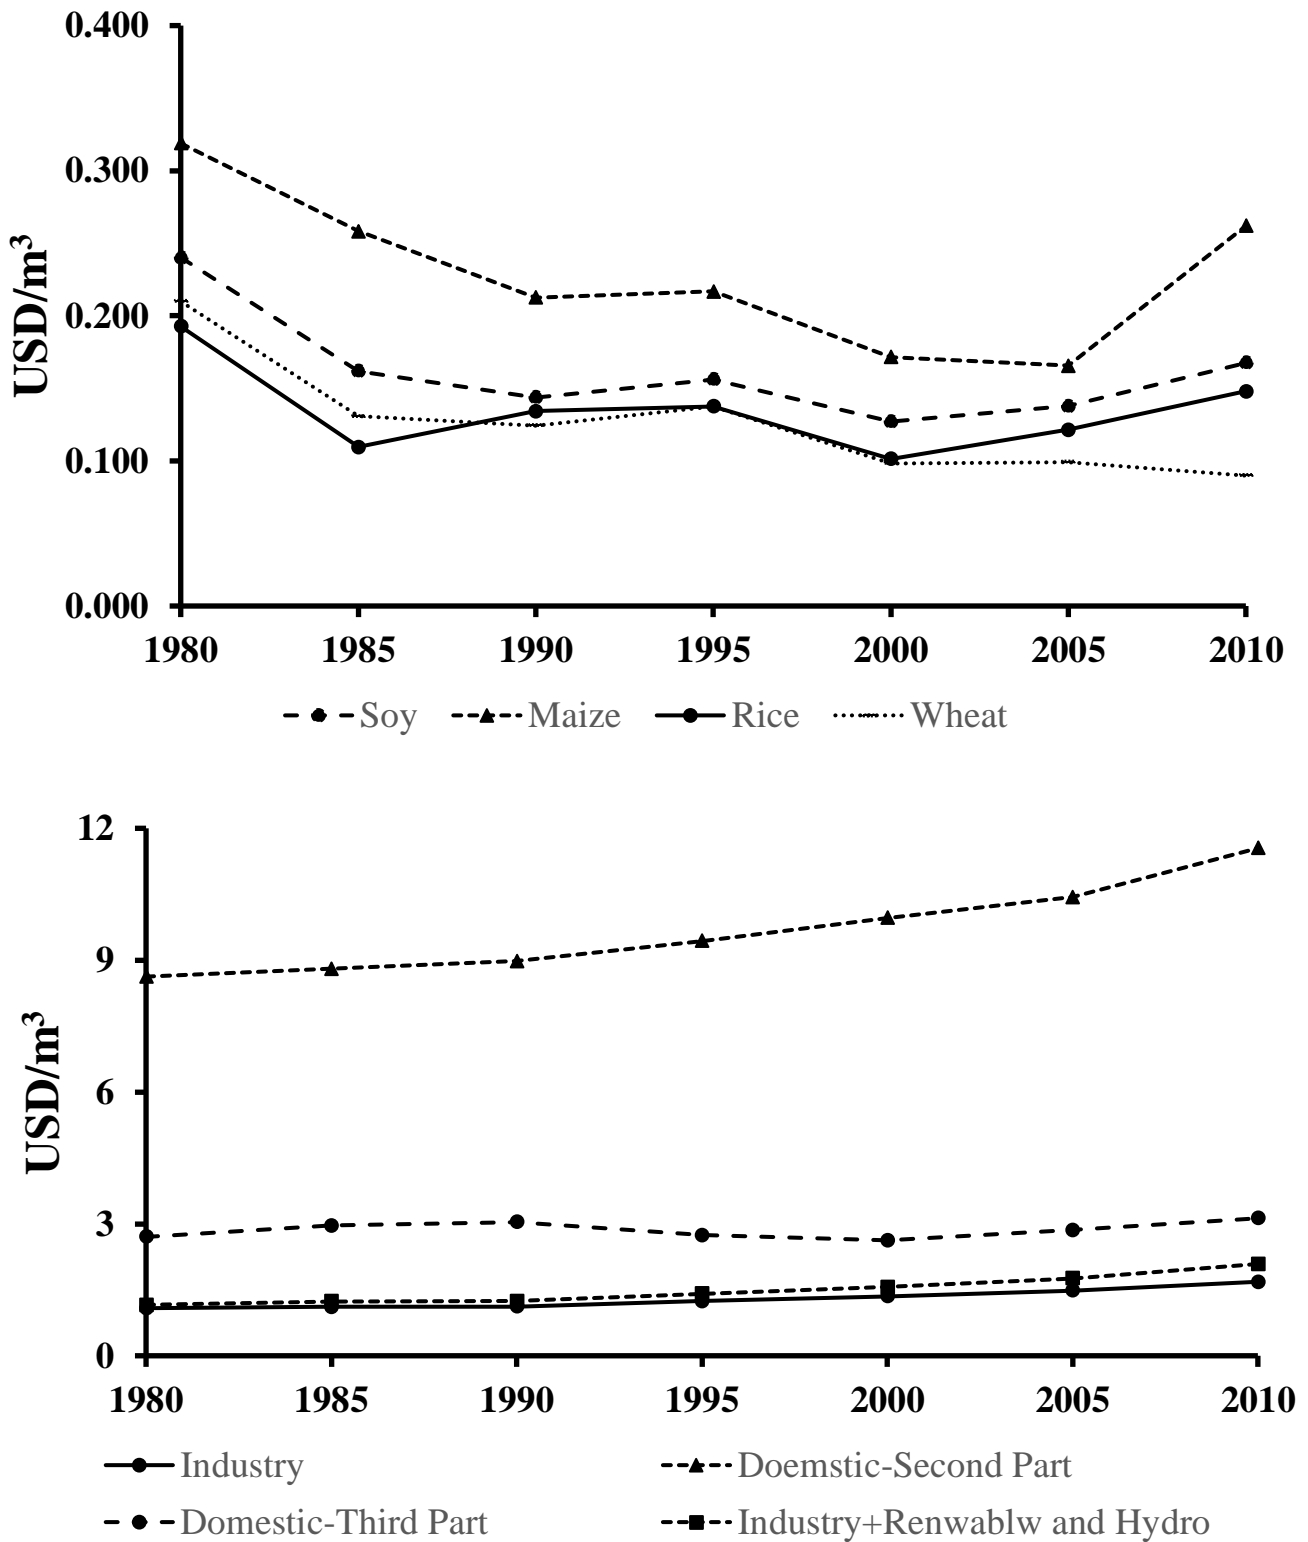 0.400
0.300
0.200
0.100
0.000
USD/m³
1980 1985 1990 1995 2000 2005 2010
Soy Maize Rice Wheat
12
9
6
3
0
USD/m³
1980 1985 1990 1995 2000 2005 2010
Industry Doemstic-Second Part
Domestic-Third Part Industry+Renwablw and Hydro